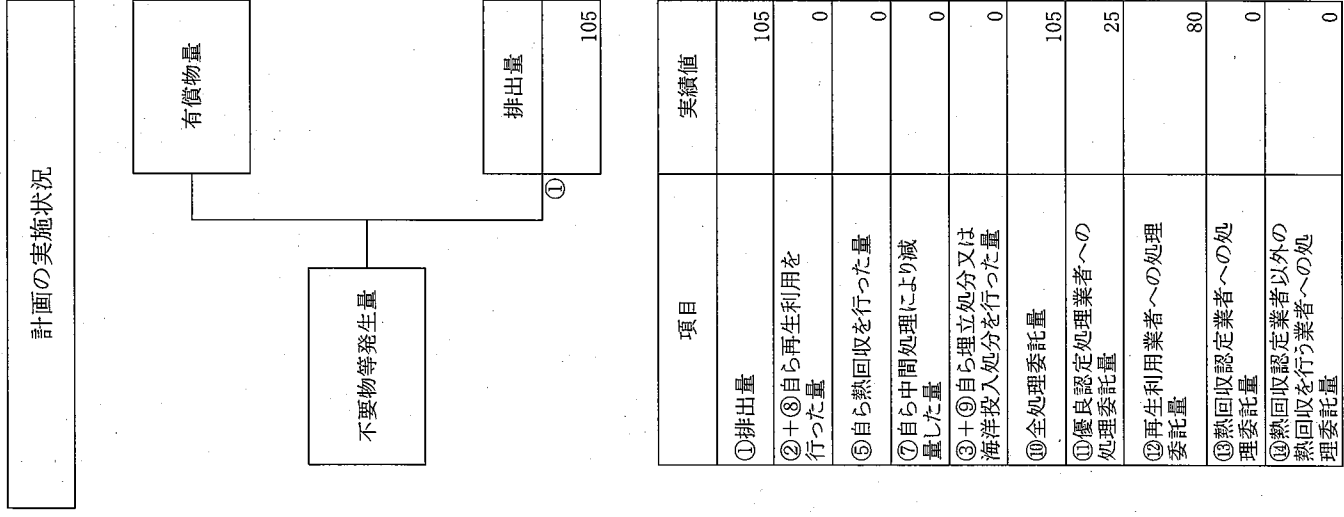 計画の実施状況
有償物量
不要物等発生量
排出量
①
105
項目
実績値
①排出量
105
②+⑧自ら再生利用を
行った量
0
⑤自ら熱回収を行った量
0
⑦自ら中間処理により減
量した量
0
③+⑨自ら埋立処分又は
海洋投入処分を行った量
0
⑩全処理委託量
105
⑪優良認定処理業者への
処理委託量
25
⑫再生利用業者への処理
委託量
80
⑬熱回収認定業者への処
理委託量
0
⑭熱回収認定業者以外の
熱回収を行う業者への処
理委託量
0